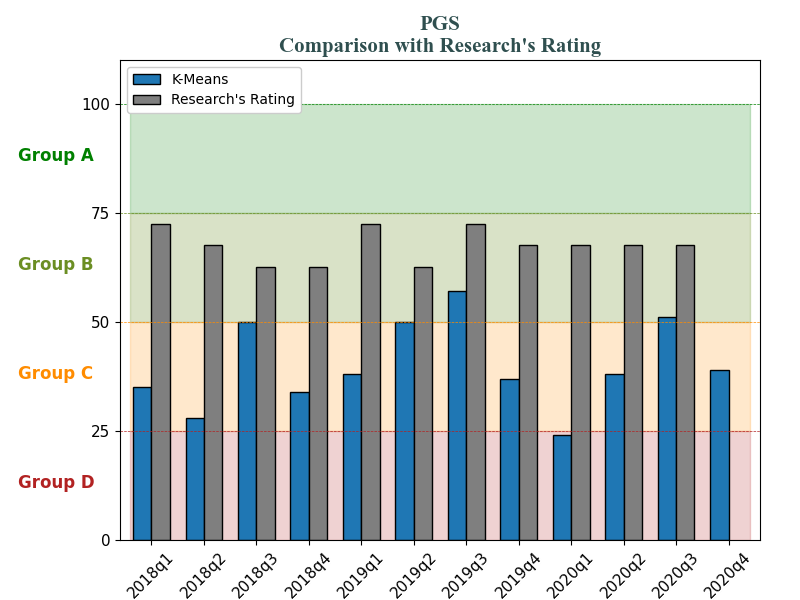 PGS
Comparison with Research's Rating
K-Means
Research's Rating
100
Group A
75
Group B
50
Group C
25
Group D
0
2018q1 2018q2 2018q3 2018q4 2019q1 2019q2 2019q3 2019q4 2020q1 2020q2 2020q3 2020q4